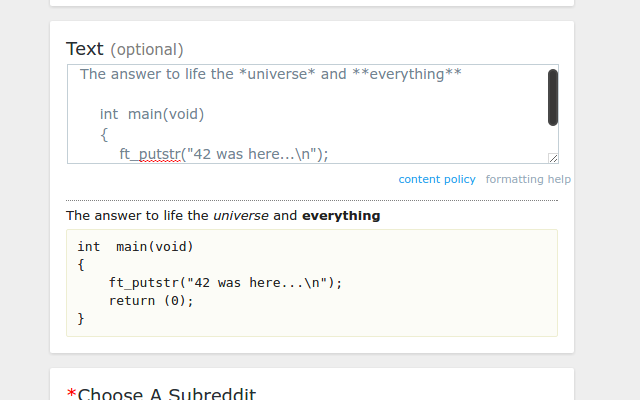 Text (optional)
The answer to life the *universe* and **everything**
int  main(void)
{
ft_putstr("42 was here...\n");
content policy formatting help
The answer to life the universe and everything
int  main(void)
{
    ft_putstr("42 was here...\n");
    return (0);
}
*Choose A Subreddit